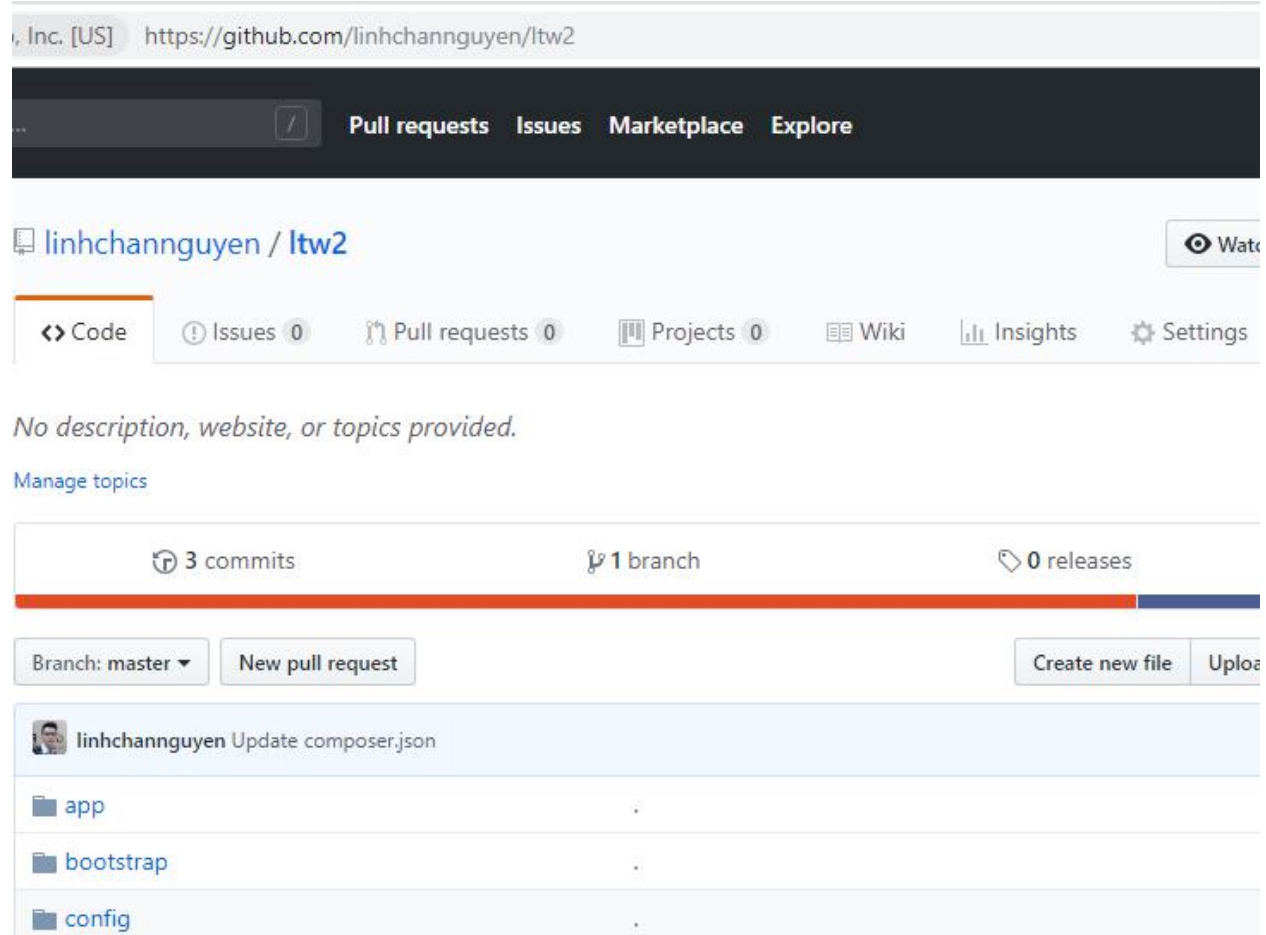 , Inc. [US] https://github.com/linhchannguyen/ltw2
... / Pull requests Issues Marketplace Explore
linhchannguyen / ltw2
Watc
Code Issues 0 Pull requests 0 Projects 0 Wiki Insights Settings
No description, website, or topics provided.
Manage topics
3 commits 1 branch 0 releases
Branch: master New pull request Create new file Uploa
linhchannguyen Update composer.json
app .
bootstrap .
config .